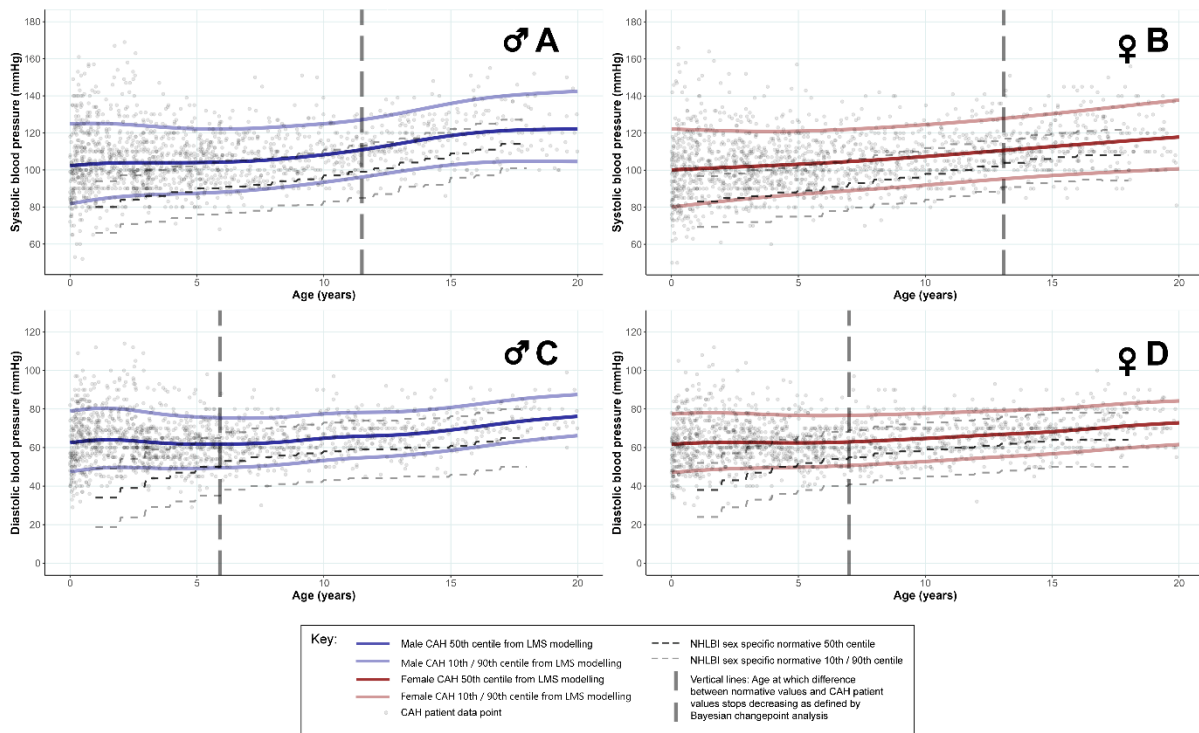 ♂ A
180
160
140
120
100
80
60
Systolic blood pressure (mmHg)
0
5
10
15
20
Age (years)
♀ B
180
160
140
120
100
80
60
Systolic blood pressure (mmHg)
0
5
10
15
20
Age (years)
♂ C
120
100
80
60
40
20
0
Diastolic blood pressure (mmHg)
0
5
10
15
20
Age (years)
♀ D
120
100
80
60
40
20
0
Diastolic blood pressure (mmHg)
0
5
10
15
20
Age (years)
Key:
Male CAH 50th centile from LMS modelling
Male CAH 10th / 90th centile from LMS modelling
Female CAH 50th centile from LMS modelling
Female CAH 10th / 90th centile from LMS modelling
CAH patient data point
NHLBI sex specific normative 50th centile
NHLBI sex specific normative 10th / 90th centile
Vertical lines: Age at which difference
between normative values and CAH patient
values stops decreasing as defined by
Bayesian changepoint analysis